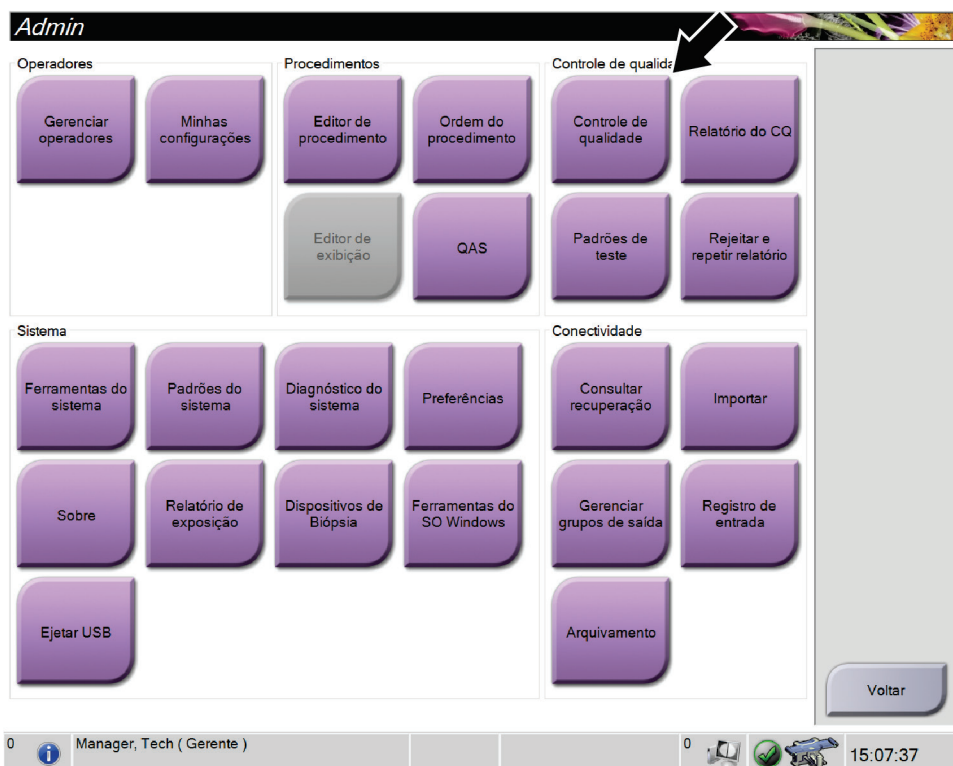 Admin
Operadores
Gerenciar
operadores
Minhas
configurações
Procedimentos
Editor de
procedimento
Ordem do
procedimento
Editor de
exibição
QAS
Controle de qualida
Controle de
qualidade
Relatório do CQ
Padrões de
teste
Rejeitar e
repetir relatório
Sistema
Ferramentas do
sistema
Padrões do
sistema
Diagnóstico do
sistema
Preferências
Sobre
Relatório de
exposição
Dispositivos de
Biópsia
Ferramentas do
SO Windows
Ejetar USB
Conectividade
Consultar
recuperação
Importar
Gerenciar
grupos de saída
Registro de
entrada
Arquivamento
Voltar
0
Manager, Tech ( Gerente )
0
15:07:37